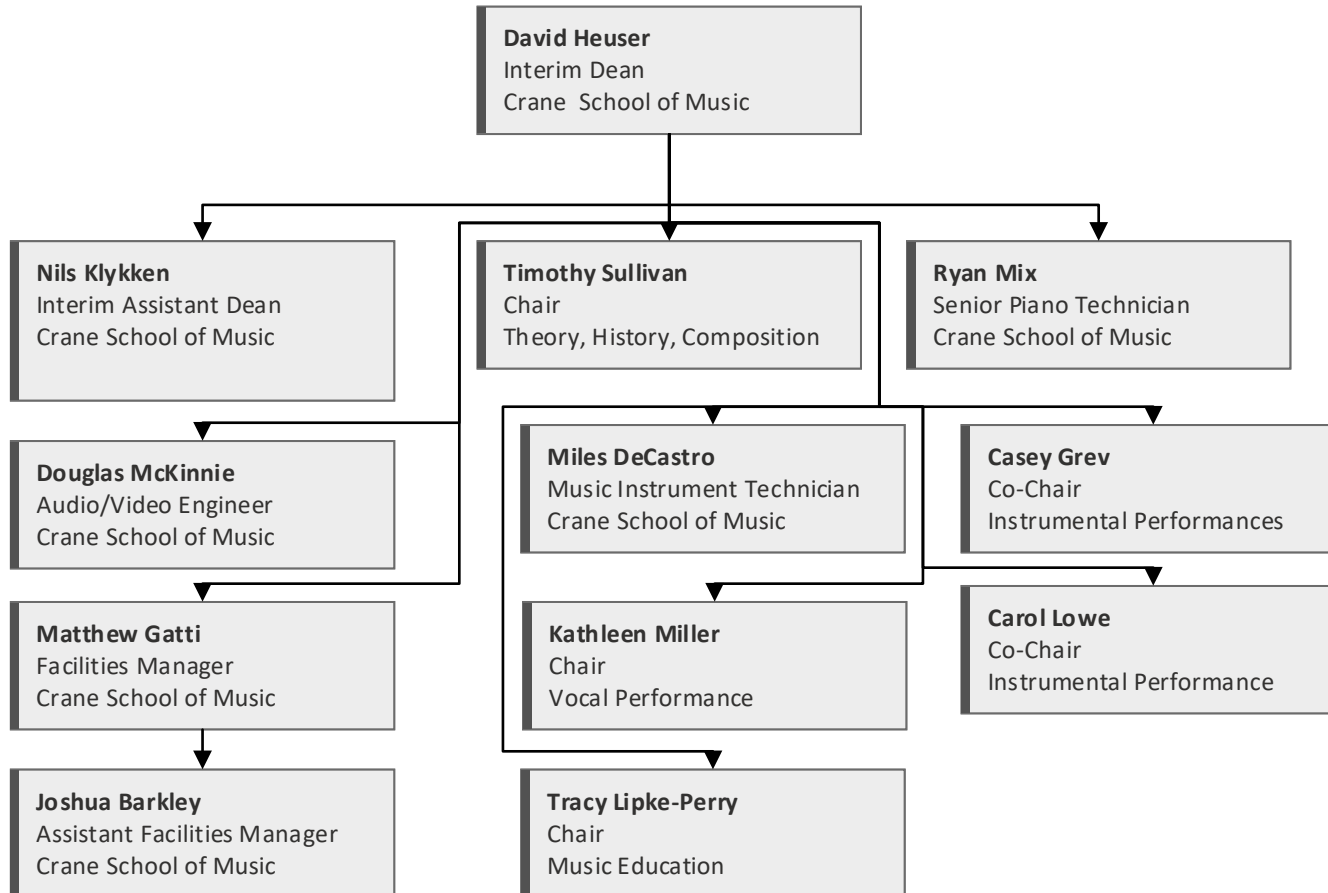 David Heuser
Interim Dean
Crane School of Music
Nils Klykken
Interim Assistant Dean
Crane School of Music
Timothy Sullivan
Chair
Theory, History, Composition
Ryan Mix
Senior Piano Technician
Crane School of Music
Douglas McKinnie
Audio/Video Engineer
Crane School of Music
Miles DeCastro
Music Instrument Technician
Crane School of Music
Casey Grev
Co-Chair
Instrumental Performances
Matthew Gatti
Facilities Manager
Crane School of Music
Kathleen Miller
Chair
Vocal Performance
Carol Lowe
Co-Chair
Instrumental Performance
Joshua Barkley
Assistant Facilities Manager
Crane School of Music
Tracy Lipke-Perry
Chair
Music Education